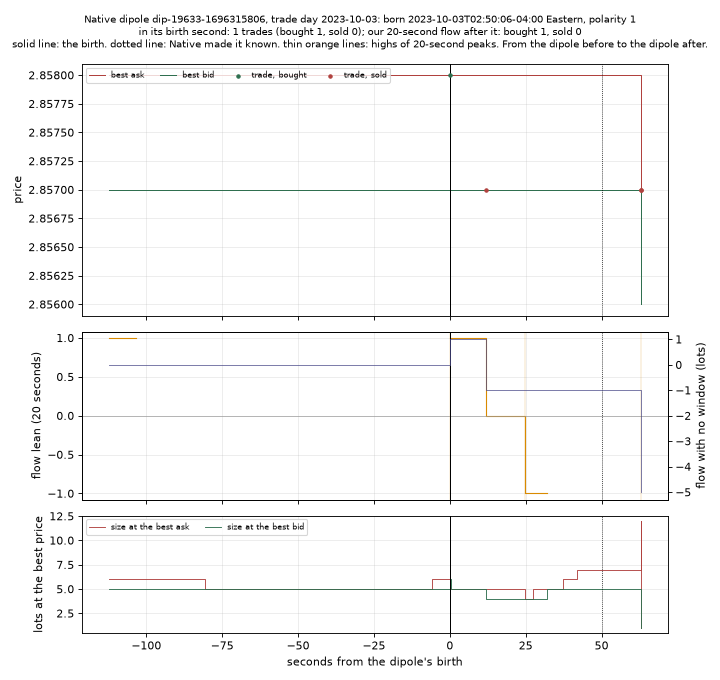 Native dipole dip-19633-1696315806, trade day 2023-10-03: born 2023-10-03T02:50:06-04:00 Eastern, polarity 1
in its birth second: 1 trades (bought 1, sold 0); our 20-second flow after it: bought 1, sold 0
solid line: the birth. dotted line: Native made it known. thin orange lines: highs of 20-second peaks. From the dipole before to the dipole after.
best ask
best bid
trade, bought
trade, sold
2.85800
2.85775
2.85750
2.85725
2.85700
2.85675
2.85650
2.85625
2.85600
price
1.0
0.5
0.0
−0.5
−1.0
flow lean (20 seconds)
1
0
−1
−2
−3
−4
−5
flow with no window (lots)
size at the best ask
size at the best bid
12.5
10.0
7.5
5.0
2.5
lots at the best price
−100
−75
−50
−25
0
25
50
seconds from the dipole's birth